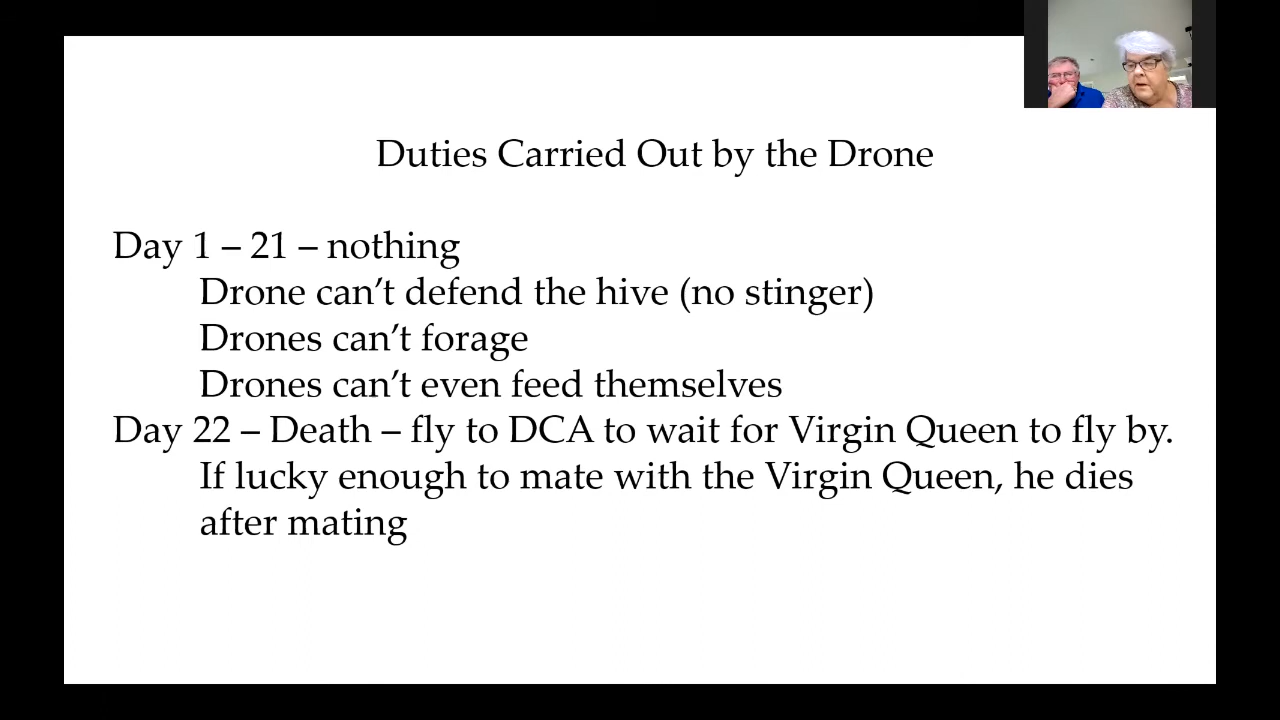 Duties Carried Out by the Drone
Day 1 – 21 – nothing
Drone can’t defend the hive (no stinger)
Drones can’t forage
Drones can’t even feed themselves
Day 22 – Death – fly to DCA to wait for Virgin Queen to fly by.
If lucky enough to mate with the Virgin Queen, he dies
after mating